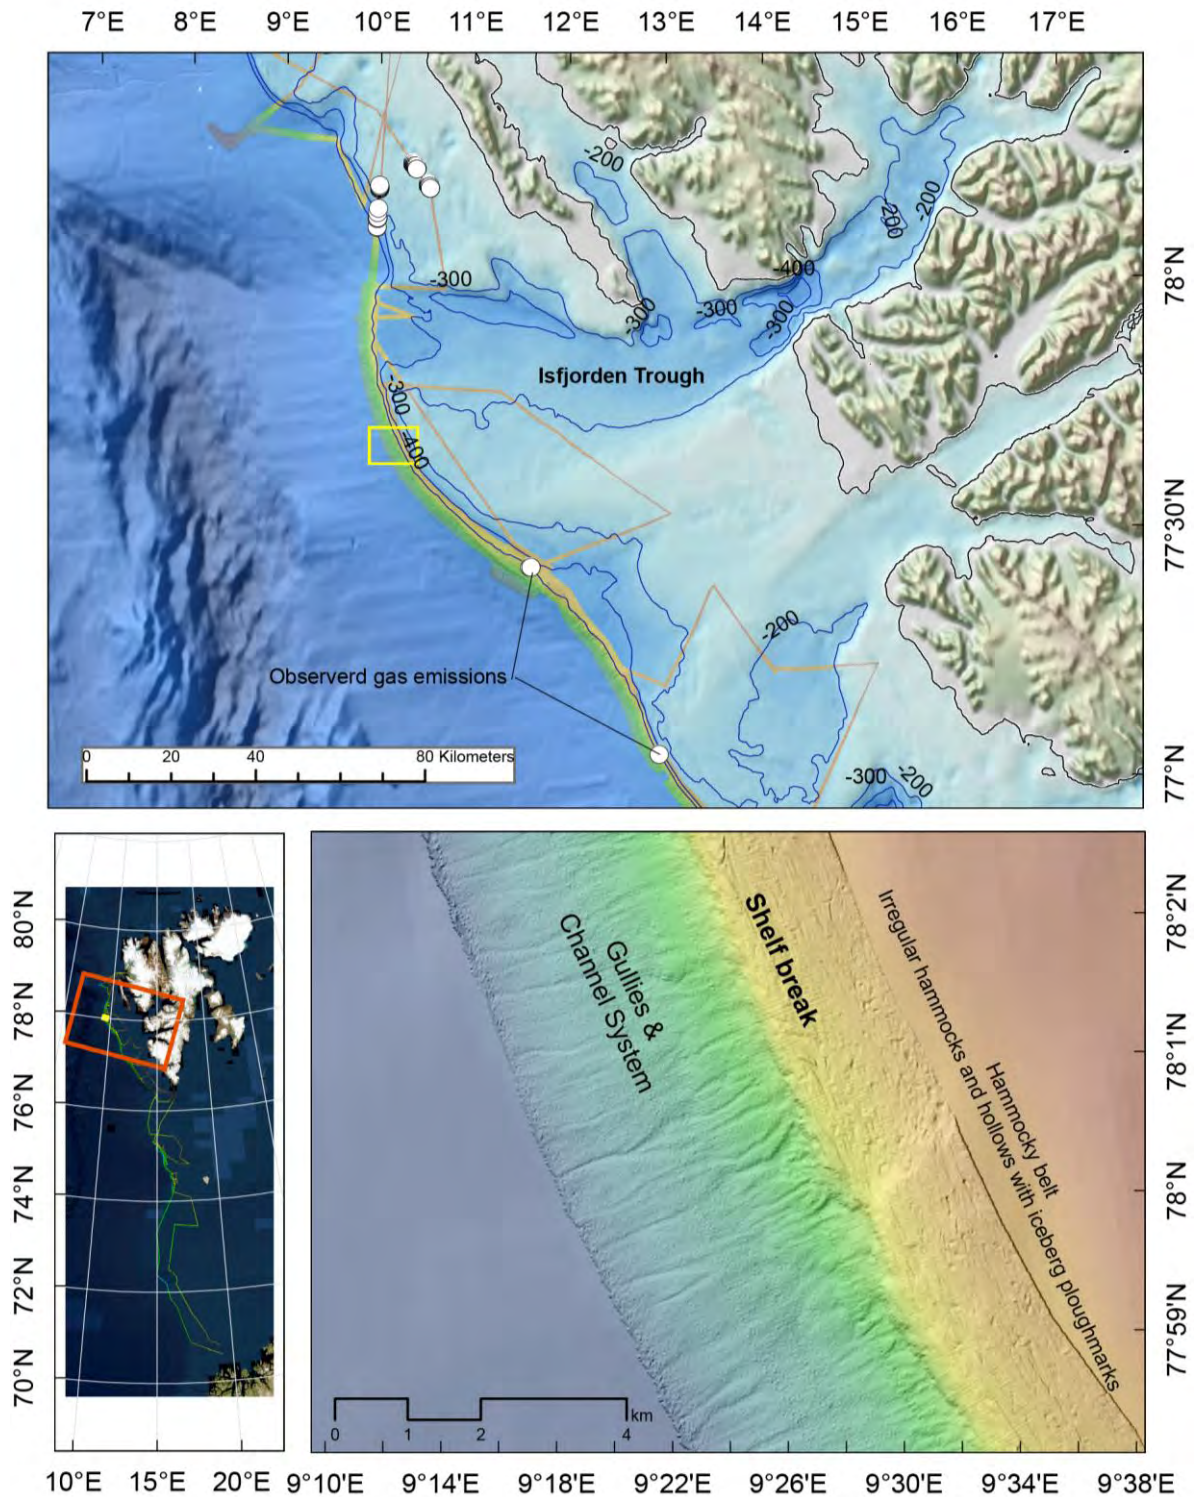 7°E 8°E 9°E 10°E 11°E 12°E 13°E 14°E 15°E 16°E 17°E
-200
-200
-200
-400
-300
-300
-300
-300
78°N
Isfjorden Trough
-300
-400
77°30'N
-200
Observerd gas emissions
0 20 40 80 Kilometers
-300
-200
77°N
80°N
78°N
76°N
74°N
72°N
70°N
10°E 15°E 20°E
Gullies &
Channel System
Shelf break
Hammocky belt
Irregular hammocks and hollows with iceberg ploughmarks
78°2'N
78°1'N
78°N
77°59'N
km
0 1 2 4
9°10'E 9°14'E 9°18'E 9°22'E 9°26'E 9°30'E 9°34'E 9°38'E